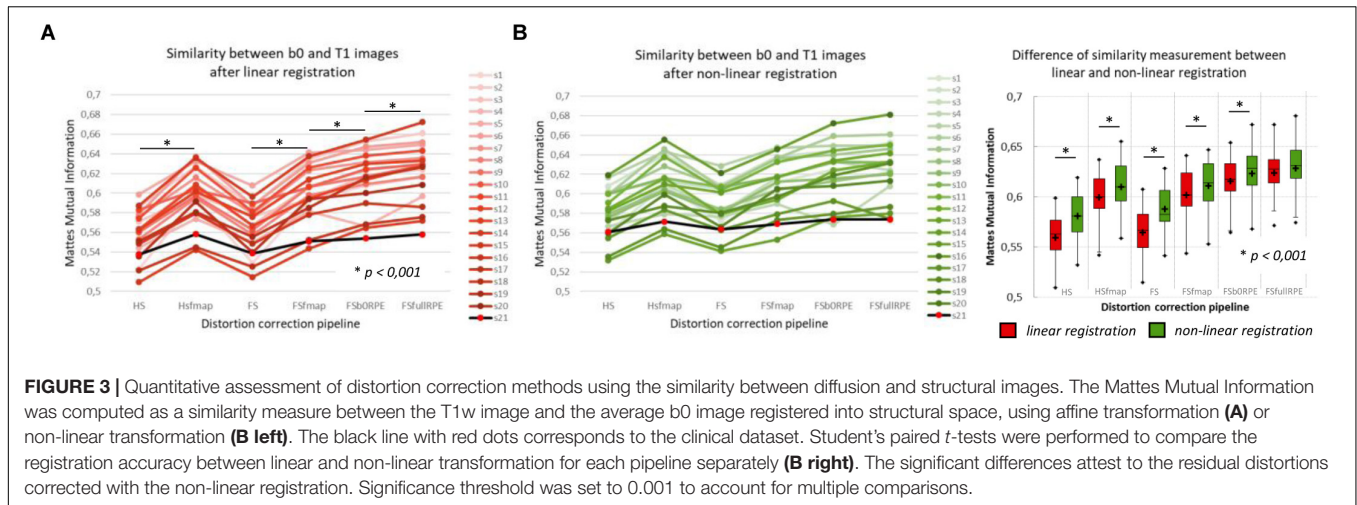 A
Similarity between b0 and T1 images
after linear registration
Mattes Mutual Information
0,7
0,68
0,66
0,64
0,62
0,6
0,58
0,56
0,54
0,52
0,5
* * * *
* p < 0,001
HS Hsfmap FS FSfmap FSb0RPE FSfullRPE
Distortion correction pipeline
s1
s2
s3
s4
s5
s6
s7
s8
s9
s10
s11
s12
s13
s14
s15
s16
s17
s18
s19
s20
s21
B
Similarity between b0 and T1 images
after non-linear registration
Mattes Mutual Information
0,7
0,68
0,66
0,64
0,62
0,6
0,58
0,56
0,54
0,52
0,5
HS Hsfmap FS FSfmap FSb0RPE FSfullRPE
Distortion correction pipeline
s1
s2
s3
s4
s5
s6
s7
s8
s9
s10
s11
s12
s13
s14
s15
s16
s17
s18
s19
s20
s21
Difference of similarity measurement between
linear and non-linear registration
Mattes Mutual Information
0,7
0,65
0,6
0,55
0,5
* * * * *
* p < 0,001
HS HSfmap FS FSfmap FSb0RPE FSfullRPE
Distortion correction pipeline
linear registration non-linear registration
FIGURE 3 | Quantitative assessment of distortion correction methods using the similarity between diffusion and structural images. The Mattes Mutual Information
was computed as a similarity measure between the T1w image and the average b0 image registered into structural space, using affine transformation (A) or
non-linear transformation (B left). The black line with red dots corresponds to the clinical dataset. Student's paired t-tests were performed to compare the
registration accuracy between linear and non-linear transformation for each pipeline separately (B right). The significant differences attest to the residual distortions
corrected with the non-linear registration. Significance threshold was set to 0.001 to account for multiple comparisons.